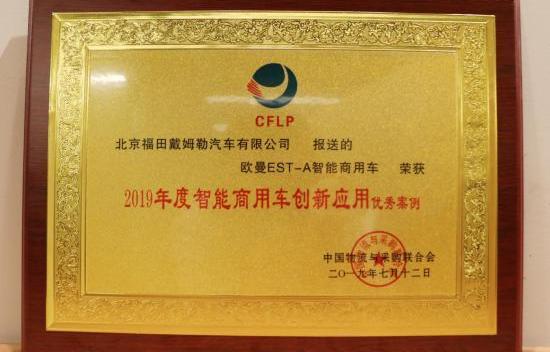 CFLP
北京福田戴姆勒汽车有限公司 报送的
欧曼EST-A智能商用车 荣获
2019年度智能商用车创新应用优秀案例
中国物流与采购联合会
二〇一九年七月十二日